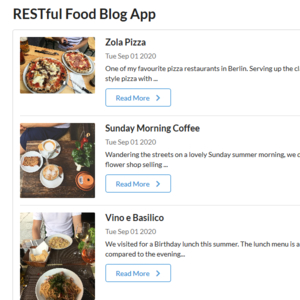 RESTful Food Blog App
Zola Pizza
Tue Sep 01 2020
One of my favourite pizza restaurants in Berlin. Serving up the cl
style pizza with ...
Read More
Sunday Morning Coffee
Tue Sep 01 2020
Wandering the streets on a lovely Sunday summer morning, we c
flower shop selling ...
Read More
Vino e Basilico
Tue Sep 01 2020
We visited for a Birthday lunch this summer. The lunch menu is a
compared to the evening...
Read More